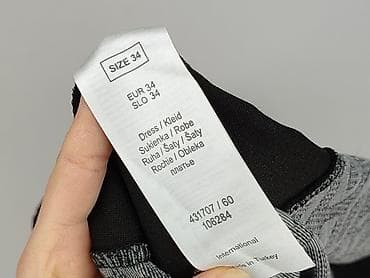 SIZE 34
EUR 34
SLO 34
Dress / Kleid
Sukienka / Robe
Ruha / Šaty / Šaty
Rochie / Obleka
платье
431707 / 60
106284
International
in Turkey